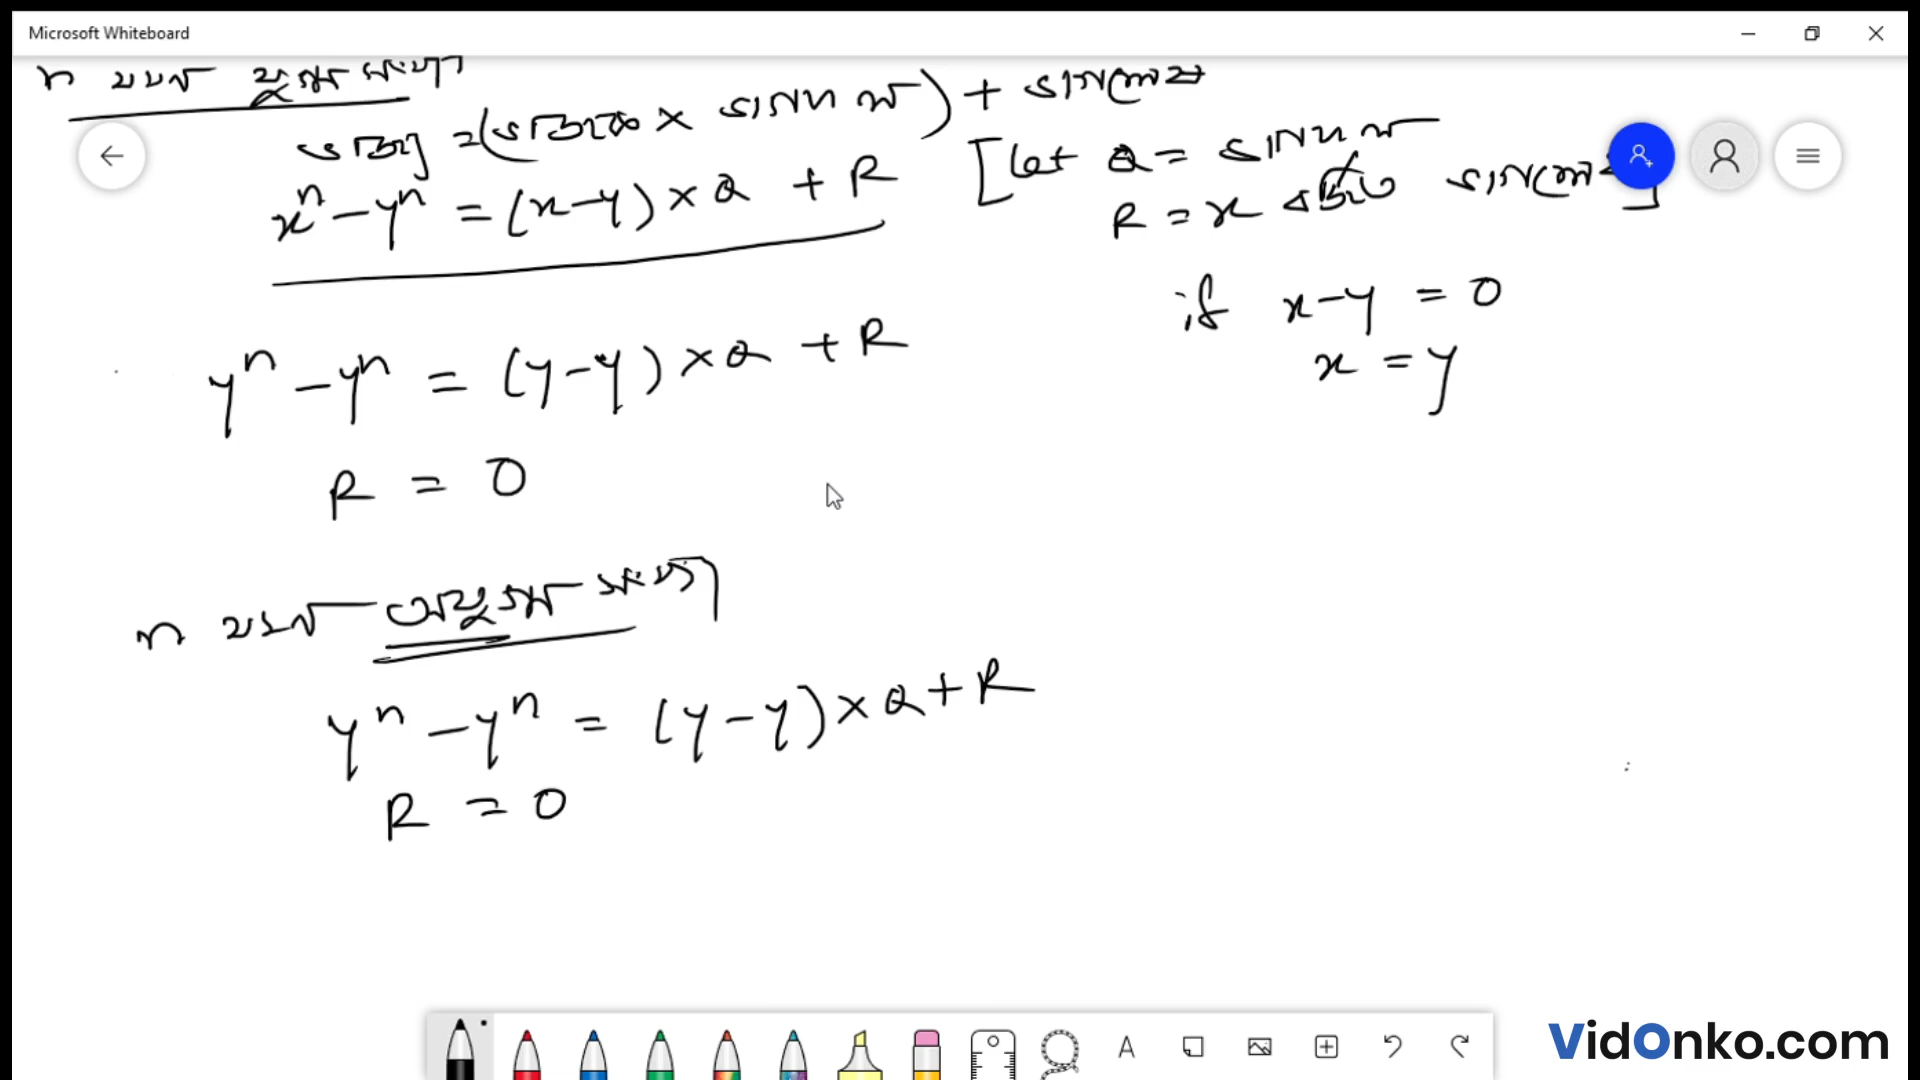 Microsoft Whiteboard
n যখন যুগ্ম সংখ্যা
ভাজ্য = (ভাজক × ভাগফল) + ভাগশেষ
xⁿ - yⁿ = (x-y) × Q + R
[let Q = ভাগফল
R = x বর্জিত ভাগশেষ]
if x-y = 0
x = y
yⁿ - yⁿ = (y-y) × Q + R
R = 0
n যখন অযুগ্ম সংখ্যা
yⁿ - yⁿ = (y-y) × Q + R
R = 0
A
VidOnko.com